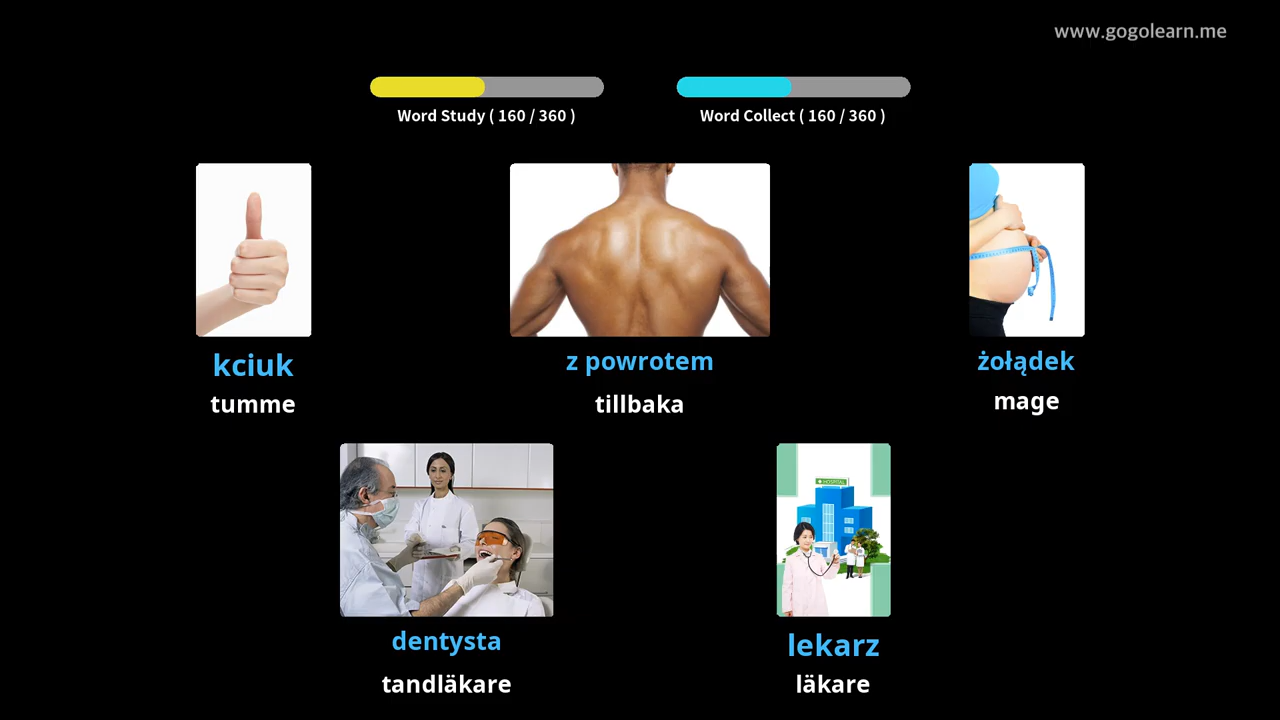 www.gogolearn.me
Word Study ( 160 / 360 )
Word Collect ( 160 / 360 )
kciuk
tumme
z powrotem
tillbaka
żołądek
mage
HOSPITAL
dentysta
tandläkare
lekarz
läkare